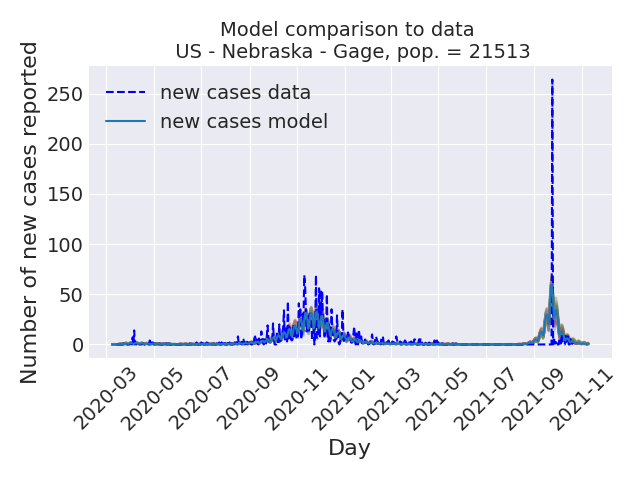 Model comparison to data
US - Nebraska - Gage, pop. = 21513
Number of new cases reported
250
200
150
100
50
0
new cases data
new cases model
2020-03
2020-05
2020-07
2020-09
2020-11
2021-01
2021-03
2021-05
2021-07
2021-09
2021-11
Day